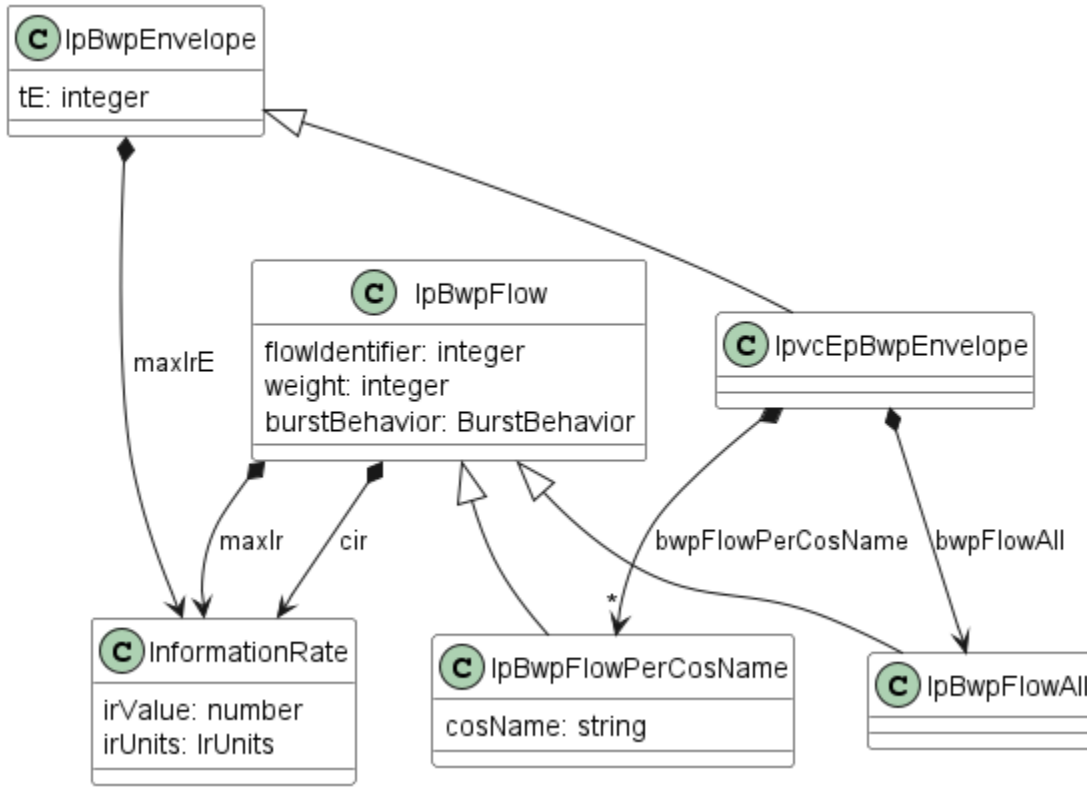 C IpBwpEnvelope
tE: integer
maxIrE
C IpBwpFlow
flowIdentifier: integer
weight: integer
burstBehavior: BurstBehavior
C IpvcEpBwpEnvelope
maxIr
cir
bwpFlowPerCosName
bwpFlowAll
*
C InformationRate
irValue: number
irUnits: IrUnits
C IpBwpFlowPerCosName
cosName: string
C IpBwpFlowAll